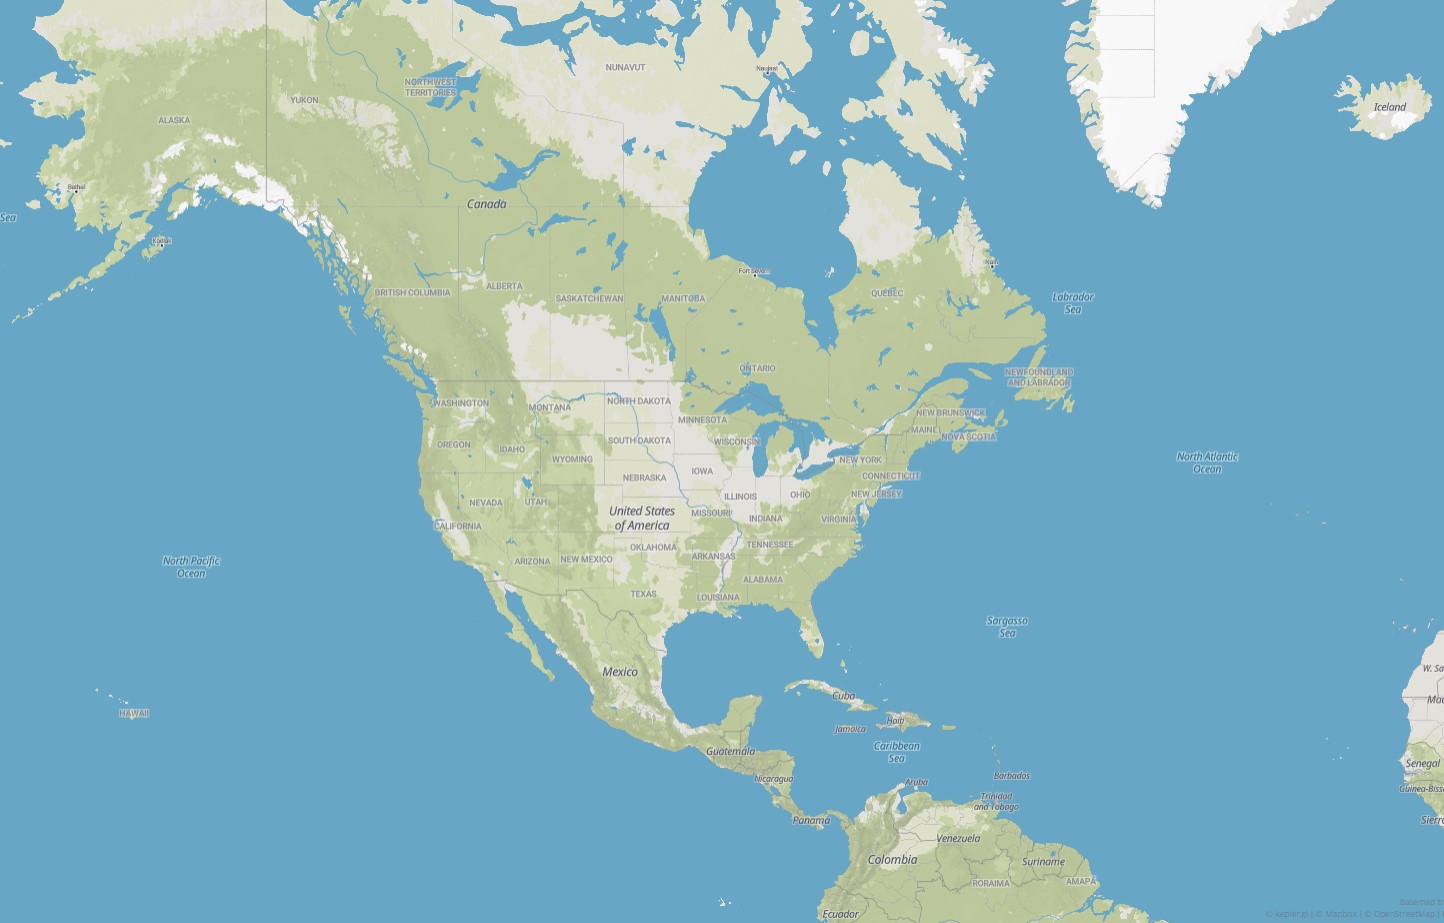 NUNAVUT
Naujaat
NORTHWEST
TERRITORIES
YUKON
Iceland
ALASKA
Bethel
Canada
Sea
Kodiak
Nain
Fort Seve...
ALBERTA
BRITISH COLUMBIA
SASKATCHEWAN
MANITOBA
QUEBEC
Labrador
Sea
ONTARIO
NEWFOUNDLAND
AND LABRADOR
WASHINGTON
MONTANA
NORTH DAKOTA
MINNESOTA
NEW BRUNSWICK
MAINE
NOVA SCOTIA
OREGON
IDAHO
SOUTH DAKOTA
WISCONSIN
WYOMING
NEW YORK
North Atlantic
Ocean
NEBRASKA
IOWA
CONNECTICUT
NEVADA
UTAH
ILLINOIS
OHIO
NEW JERSEY
United States
of America
MISSOURI
INDIANA
VIRGINIA
CALIFORNIA
OKLAHOMA
ARKANSAS
TENNESSEE
North Pacific
Ocean
ARIZONA
NEW MEXICO
ALABAMA
TEXAS
LOUISIANA
Sargasso
Sea
Mexico
W. Sa
Cuba
Mau
HAWAII
Haiti
Jamaica
Guatemala
Caribbean
Sea
Senegal
Nicaragua
Aruba
Barbados
Guinea-Biss
Trinidad
and Tobago
Panama
Sierr
Venezuela
Colombia
Suriname
RORAIMA
AMAPÁ
Ecuador
Basemap b
© kepler.gl | © Mapbox | © OpenStreetMap